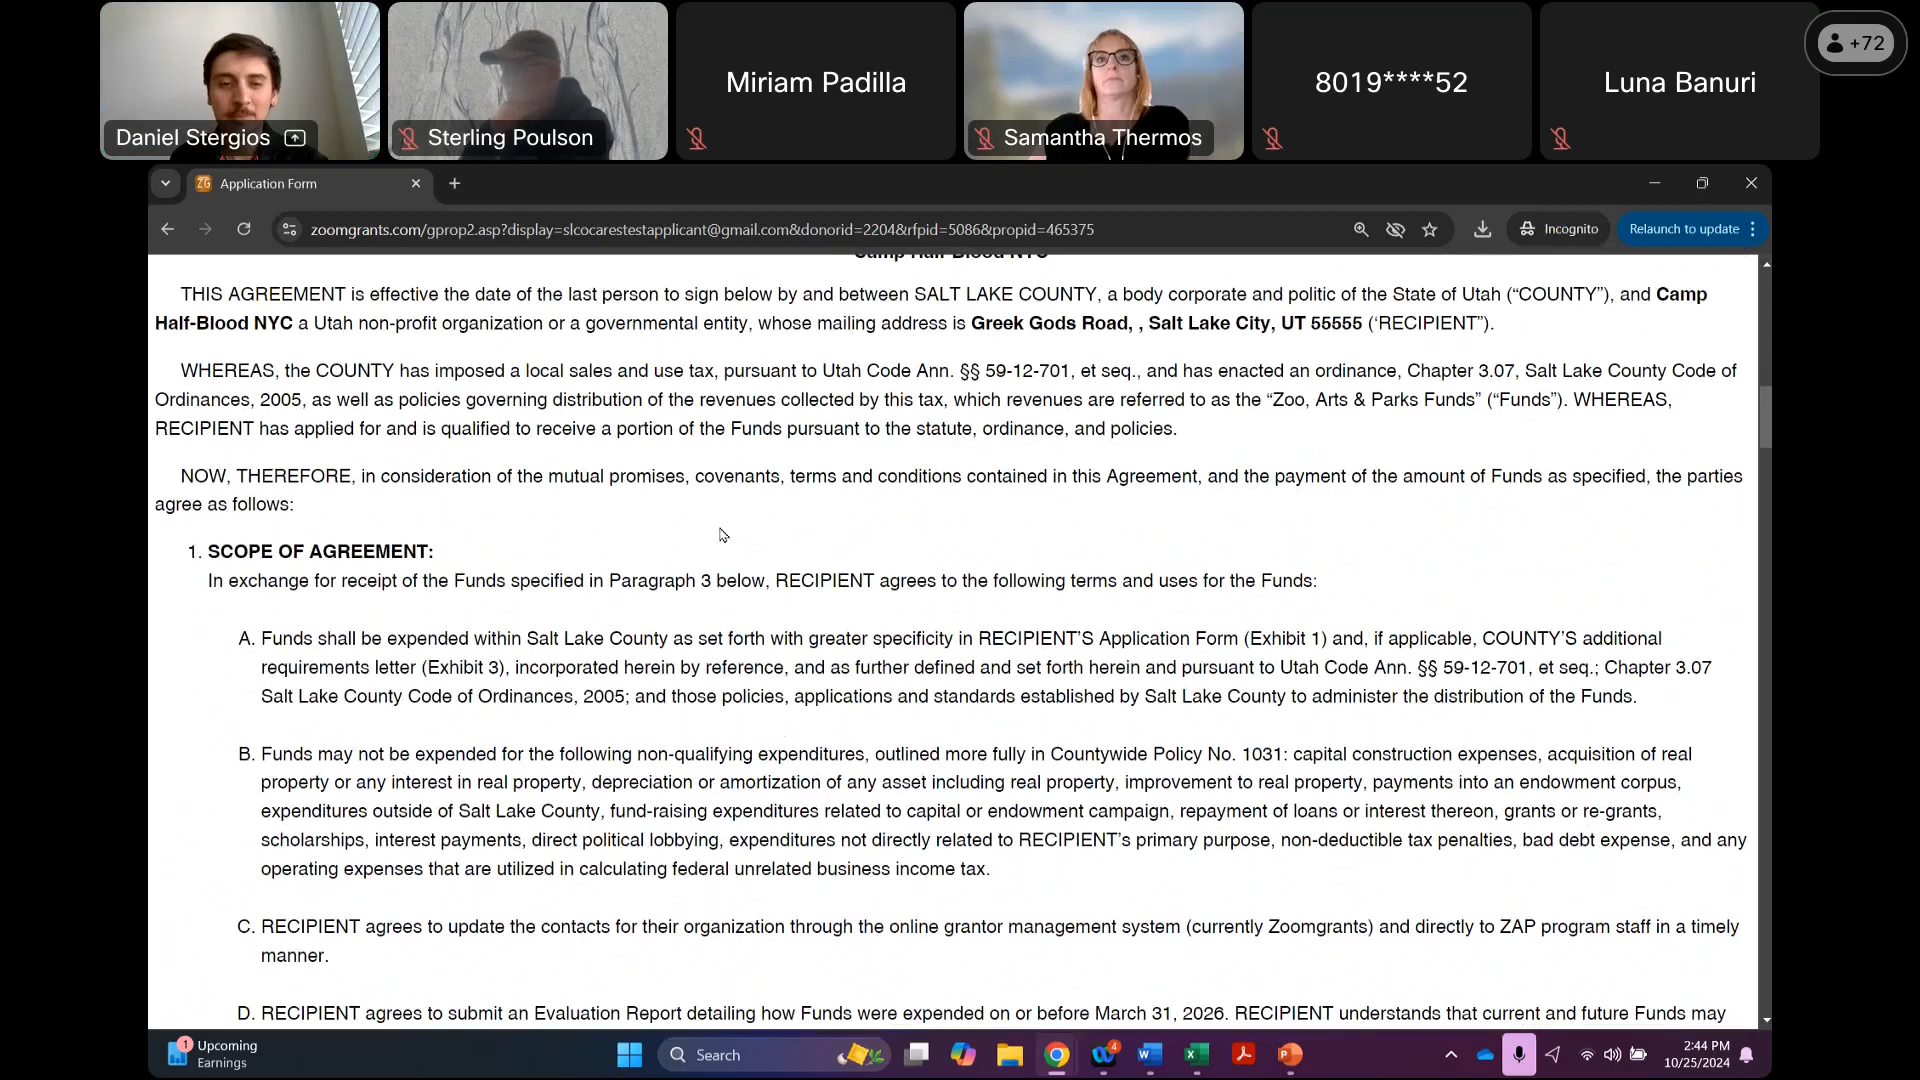 Daniel Stergios
Sterling Poulson
Miriam Padilla
Samantha Thermos
8019****52
Luna Banuri
+72
ZG Application Form
zoomgrants.com/gprop2.asp?display=slcocarestestapplicant@gmail.com&donorid=2204&rfpid=5086&propid=465375
Incognito
Relaunch to update
Camp Half-Blood NYC
THIS AGREEMENT is effective the date of the last person to sign below by and between SALT LAKE COUNTY, a body corporate and politic of the State of Utah (“COUNTY”), and Camp
Half-Blood NYC a Utah non-profit organization or a governmental entity, whose mailing address is Greek Gods Road, , Salt Lake City, UT 55555 (‘RECIPIENT”).
WHEREAS, the COUNTY has imposed a local sales and use tax, pursuant to Utah Code Ann. §§ 59-12-701, et seq., and has enacted an ordinance, Chapter 3.07, Salt Lake County Code of
Ordinances, 2005, as well as policies governing distribution of the revenues collected by this tax, which revenues are referred to as the “Zoo, Arts & Parks Funds” (“Funds”). WHEREAS,
RECIPIENT has applied for and is qualified to receive a portion of the Funds pursuant to the statute, ordinance, and policies.
NOW, THEREFORE, in consideration of the mutual promises, covenants, terms and conditions contained in this Agreement, and the payment of the amount of Funds as specified, the parties
agree as follows:
1. SCOPE OF AGREEMENT:
In exchange for receipt of the Funds specified in Paragraph 3 below, RECIPIENT agrees to the following terms and uses for the Funds:
A. Funds shall be expended within Salt Lake County as set forth with greater specificity in RECIPIENT’S Application Form (Exhibit 1) and, if applicable, COUNTY’S additional
requirements letter (Exhibit 3), incorporated herein by reference, and as further defined and set forth herein and pursuant to Utah Code Ann. §§ 59-12-701, et seq.; Chapter 3.07
Salt Lake County Code of Ordinances, 2005; and those policies, applications and standards established by Salt Lake County to administer the distribution of the Funds.
B. Funds may not be expended for the following non-qualifying expenditures, outlined more fully in Countywide Policy No. 1031: capital construction expenses, acquisition of real
property or any interest in real property, depreciation or amortization of any asset including real property, improvement to real property, payments into an endowment corpus,
expenditures outside of Salt Lake County, fund-raising expenditures related to capital or endowment campaign, repayment of loans or interest thereon, grants or re-grants,
scholarships, interest payments, direct political lobbying, expenditures not directly related to RECIPIENT’s primary purpose, non-deductible tax penalties, bad debt expense, and any
operating expenses that are utilized in calculating federal unrelated business income tax.
C. RECIPIENT agrees to update the contacts for their organization through the online grantor management system (currently Zoomgrants) and directly to ZAP program staff in a timely
manner.
D. RECIPIENT agrees to submit an Evaluation Report detailing how Funds were expended on or before March 31, 2026. RECIPIENT understands that current and future Funds may
1
Upcoming
Earnings
Search
4
2:44 PM
10/25/2024